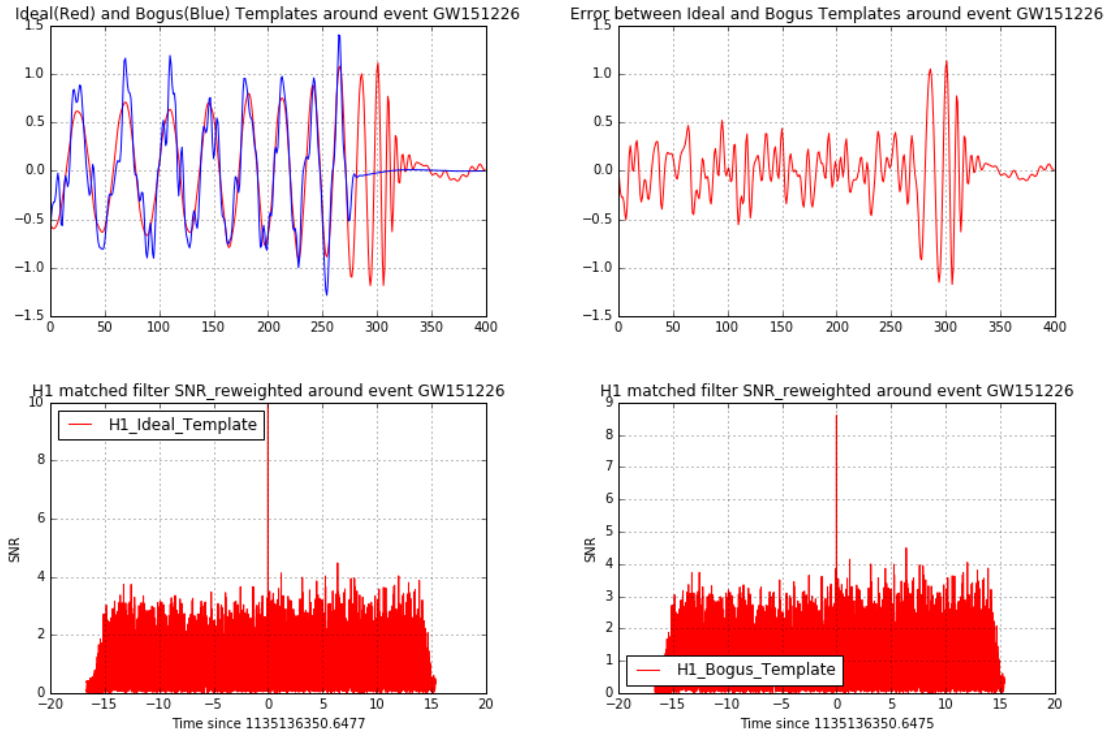 Ideal(Red) and Bogus(Blue) Templates around event GW151226
1.5
1.0
0.5
0.0
−0.5
−1.0
−1.5
0 50 100 150 200 250 300 350 400
Error between Ideal and Bogus Templates around event GW151226
1.5
1.0
0.5
0.0
−0.5
−1.0
−1.5
0 50 100 150 200 250 300 350 400
H1 matched filter SNR_reweighted around event GW151226
H1_Ideal_Template
SNR
10
8
6
4
2
0
−20 −15 −10 −5 0 5 10 15 20
Time since 1135136350.6477
H1 matched filter SNR_reweighted around event GW151226
SNR
9
8
7
6
5
4
3
2
1
0
H1_Bogus_Template
−20 −15 −10 −5 0 5 10 15 20
Time since 1135136350.6475